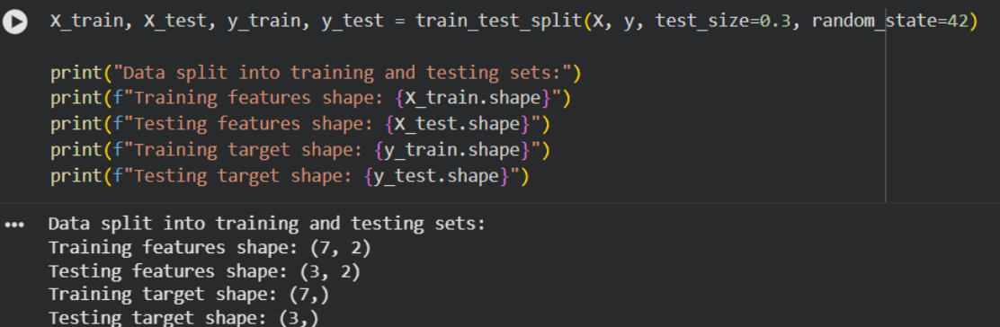 X_train, X_test, y_train, y_test = train_test_split(X, y, test_size=0.3, random_state=42)
print("Data split into training and testing sets:")
print(f"Training features shape: {X_train.shape}")
print(f"Testing features shape: {X_test.shape}")
print(f"Training target shape: {y_train.shape}")
print(f"Testing target shape: {y_test.shape}")
Data split into training and testing sets:
Training features shape: (7, 2)
Testing features shape: (3, 2)
Training target shape: (7,)
Testing target shape: (3,)